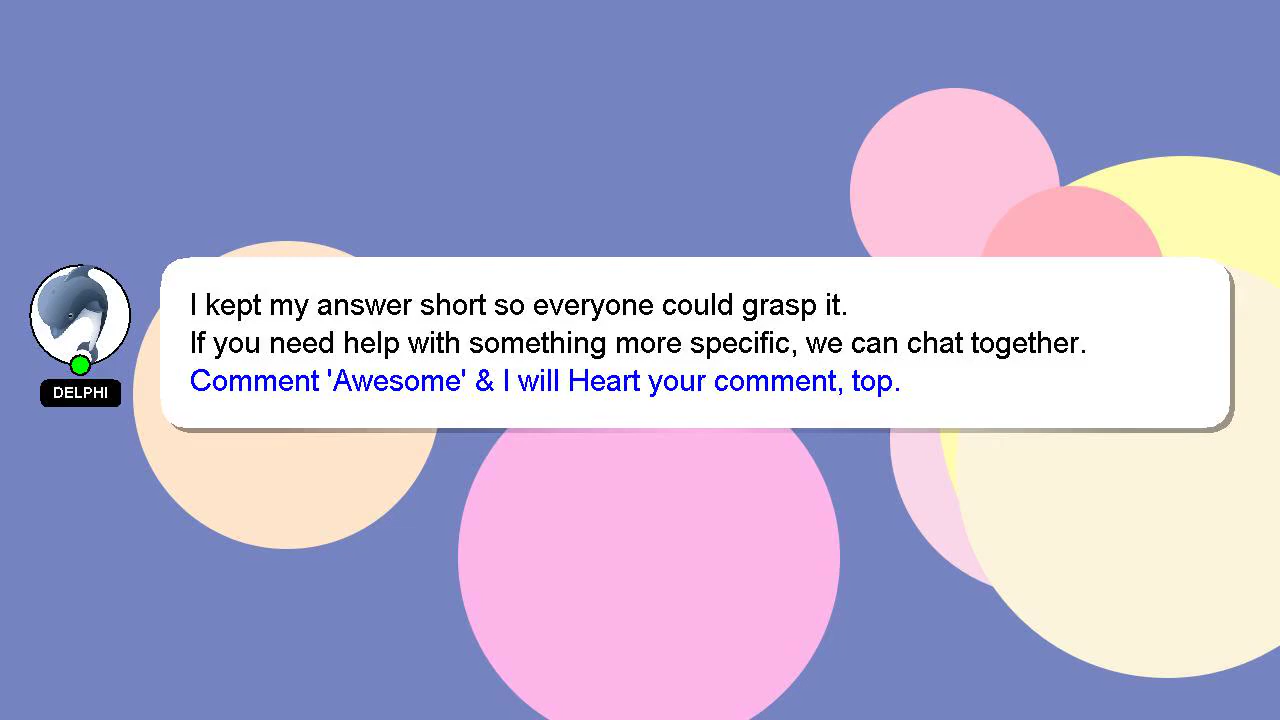 I kept my answer short so everyone could grasp it.
If you need help with something more specific, we can chat together.
Comment 'Awesome' & I will Heart your comment, top.
DELPHI